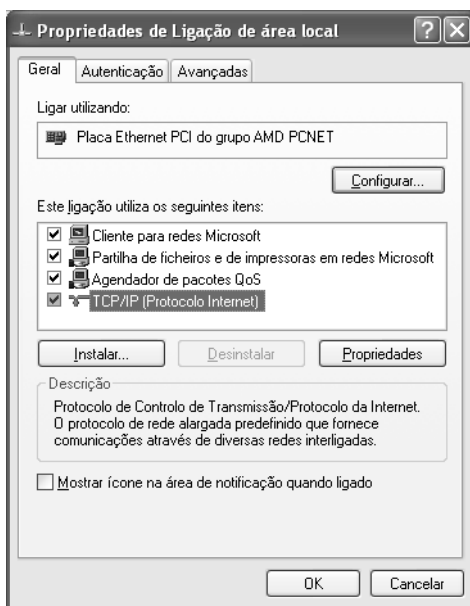 Propriedades de Ligação de área local
Geral Autenticação Avançadas
Ligar utilizando:
Placa Ethernet PCI do grupo AMD PCNET
Configurar...
Este ligação utiliza os seguintes itens:
Cliente para redes Microsoft
Partilha de ficheiros e de impressoras em redes Microsoft
Agendador de pacotes QoS
TCP/IP (Protocolo Internet)
Instalar... Desinstalar Propriedades
Descrição
Protocolo de Controlo de Transmissão/Protocolo da Internet.
O protocolo de rede alargada predefinido que fornece
comunicações através de diversas redes interligadas.
Mostrar ícone na área de notificação quando ligado
OK Cancelar